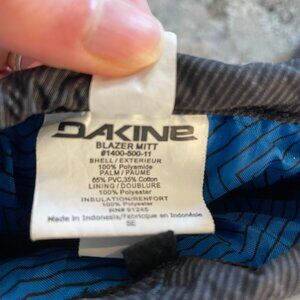 DAKINE
BLAZER MITT
#1400-500-11
SHELL/EXTERIEUR
100% Polyamide
PALM / PAUME
65% PVC,35% Cotton
LINING / DOUBLURE
100% Polyester
INSULATION/RENFORT
100% Polyester
RN# 91245
Made in Indonesia/Fabrique en Indonésie
SE